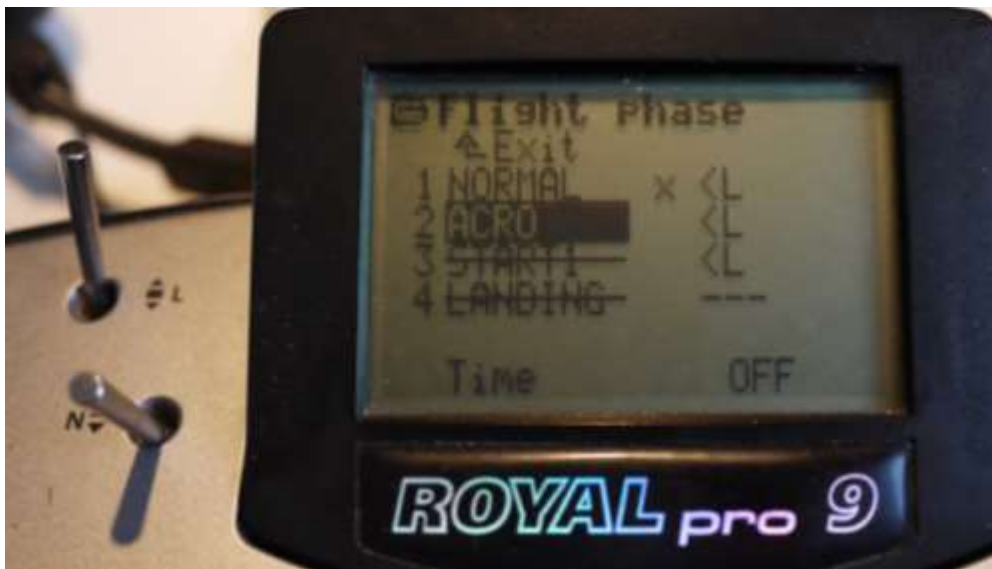 Flight phase
Exit
1 NORMAL x <L
2 ACRO <L
3 START1 <L
4 LANDING ---
Time OFF
L
N
ROYAL pro 9